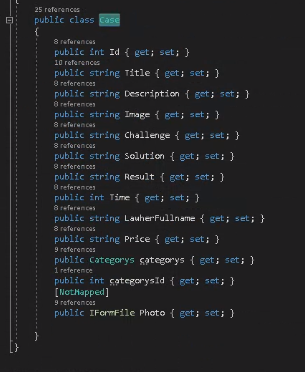 {
25 references
public class Case
{
8 references
public int Id { get; set; }
10 references
public string Title { get; set; }
8 references
public string Description { get; set; }
8 references
public string Image { get; set; }
8 references
public string Challenge { get; set; }
8 references
public string Solution { get; set; }
8 references
public string Result { get; set; }
8 references
public int Time { get; set; }
8 references
public string LawherFullname { get; set; }
8 references
public string Price { get; set; }
9 references
public Categorys categorys { get; set; }
1 reference
public int categorysId { get; set; }
[NotMapped]
9 references
public IFormFile Photo { get; set; }
}
}